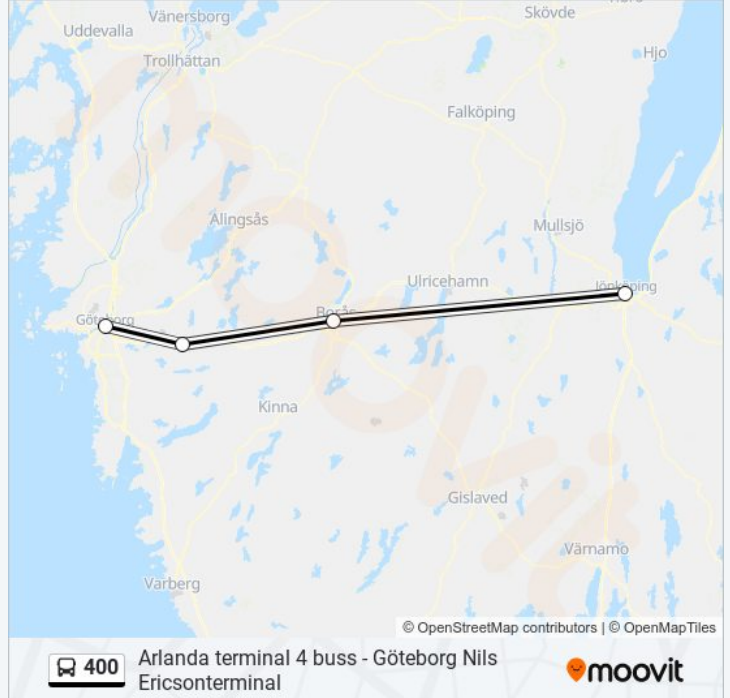 Vänersborg
Skövde
Uddevalla
Hjo
Trollhättan
Falköping
Alingsås
Mullsjö
Ulricehamn
Jönköping
Borås
Göteborg
Kinna
Gislaved
Värnamo
Varberg
© OpenStreetMap contributors | © OpenMapTiles
400
Arlanda terminal 4 buss - Göteborg Nils
Ericsonterminal
moovit
moovit